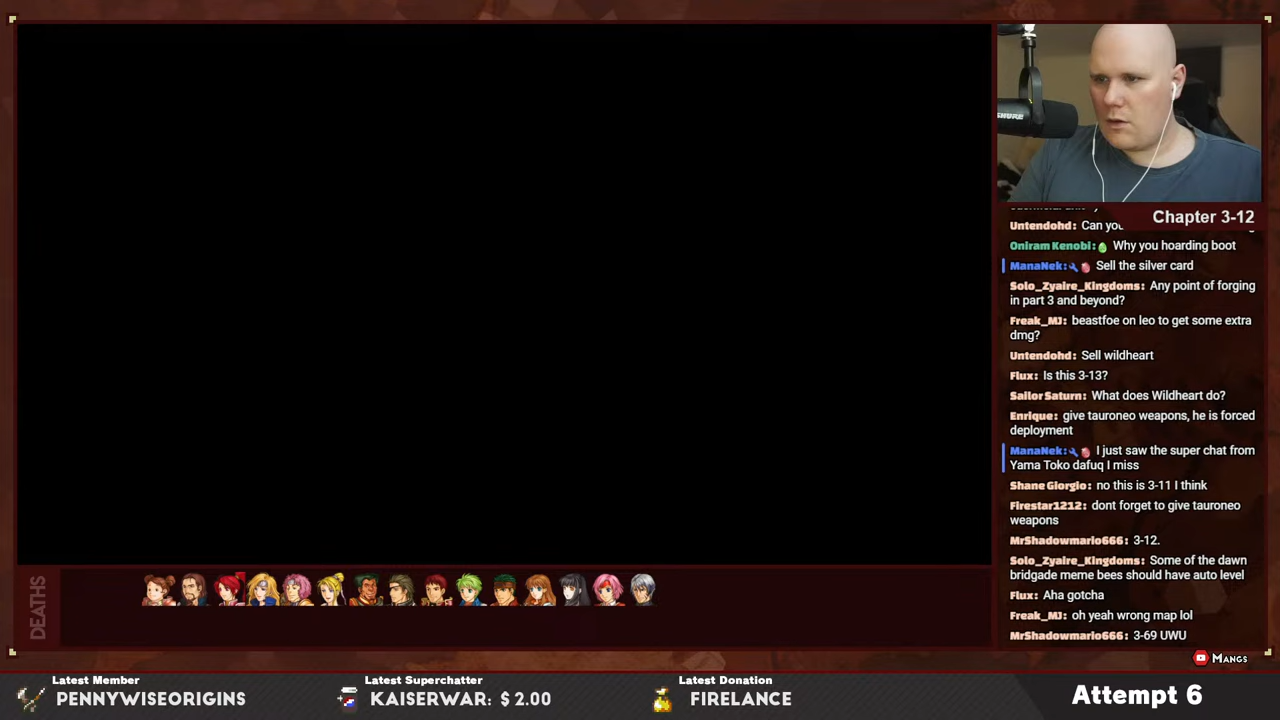 SHURE
Chapter 3-12
Untendohd: Can you
Oniram Kenobi: Why you hoarding boot
ManaNek: Sell the silver card
Solo_Zyaire_Kingdoms: Any point of forging
in part 3 and beyond?
Freak_MJ: beastfoe on leo to get some extra
dmg?
Untendohd: Sell wildheart
Flux: Is this 3-13?
Sailor Saturn: What does Wildheart do?
Enrique: give tauroneo weapons, he is forced
deployment
ManaNek: I just saw the super chat from
Yama Toko dafuq I miss
Shane Giorgio: no this is 3-11 I think
Firestar1212: dont forget to give tauroneo
weapons
MrShadowmario666: 3-12.
Solo_Zyaire_Kingdoms: Some of the dawn
bridgade meme bees should have auto level
Flux: Aha gotcha
Freak_MJ: oh yeah wrong map lol
MrShadowmario666: 3-69 UWU
DEATHS
Mangs
Latest Member
PENNYWISEORIGINS
Latest Superchatter
KAISERWAR: $ 2.00
Latest Donation
FIRELANCE
Attempt 6